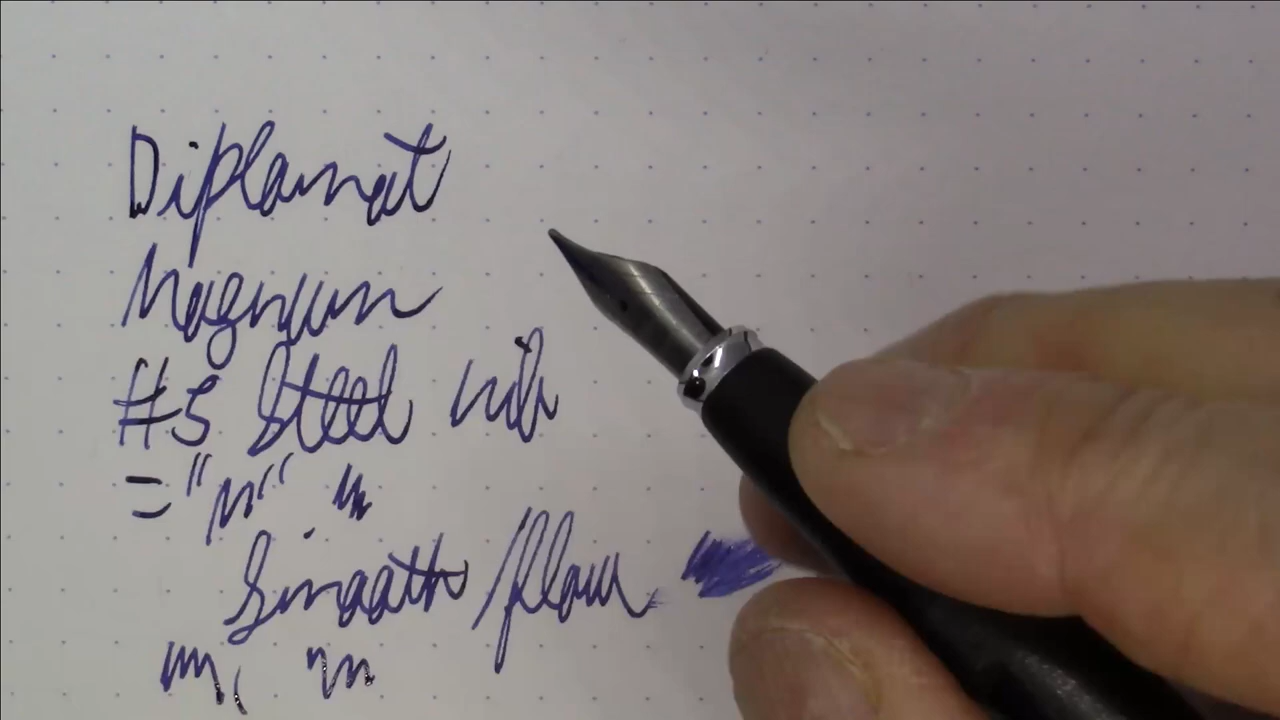 Diplomat
Magnum
#5 Steel nib
= "M"
Smooth / flow